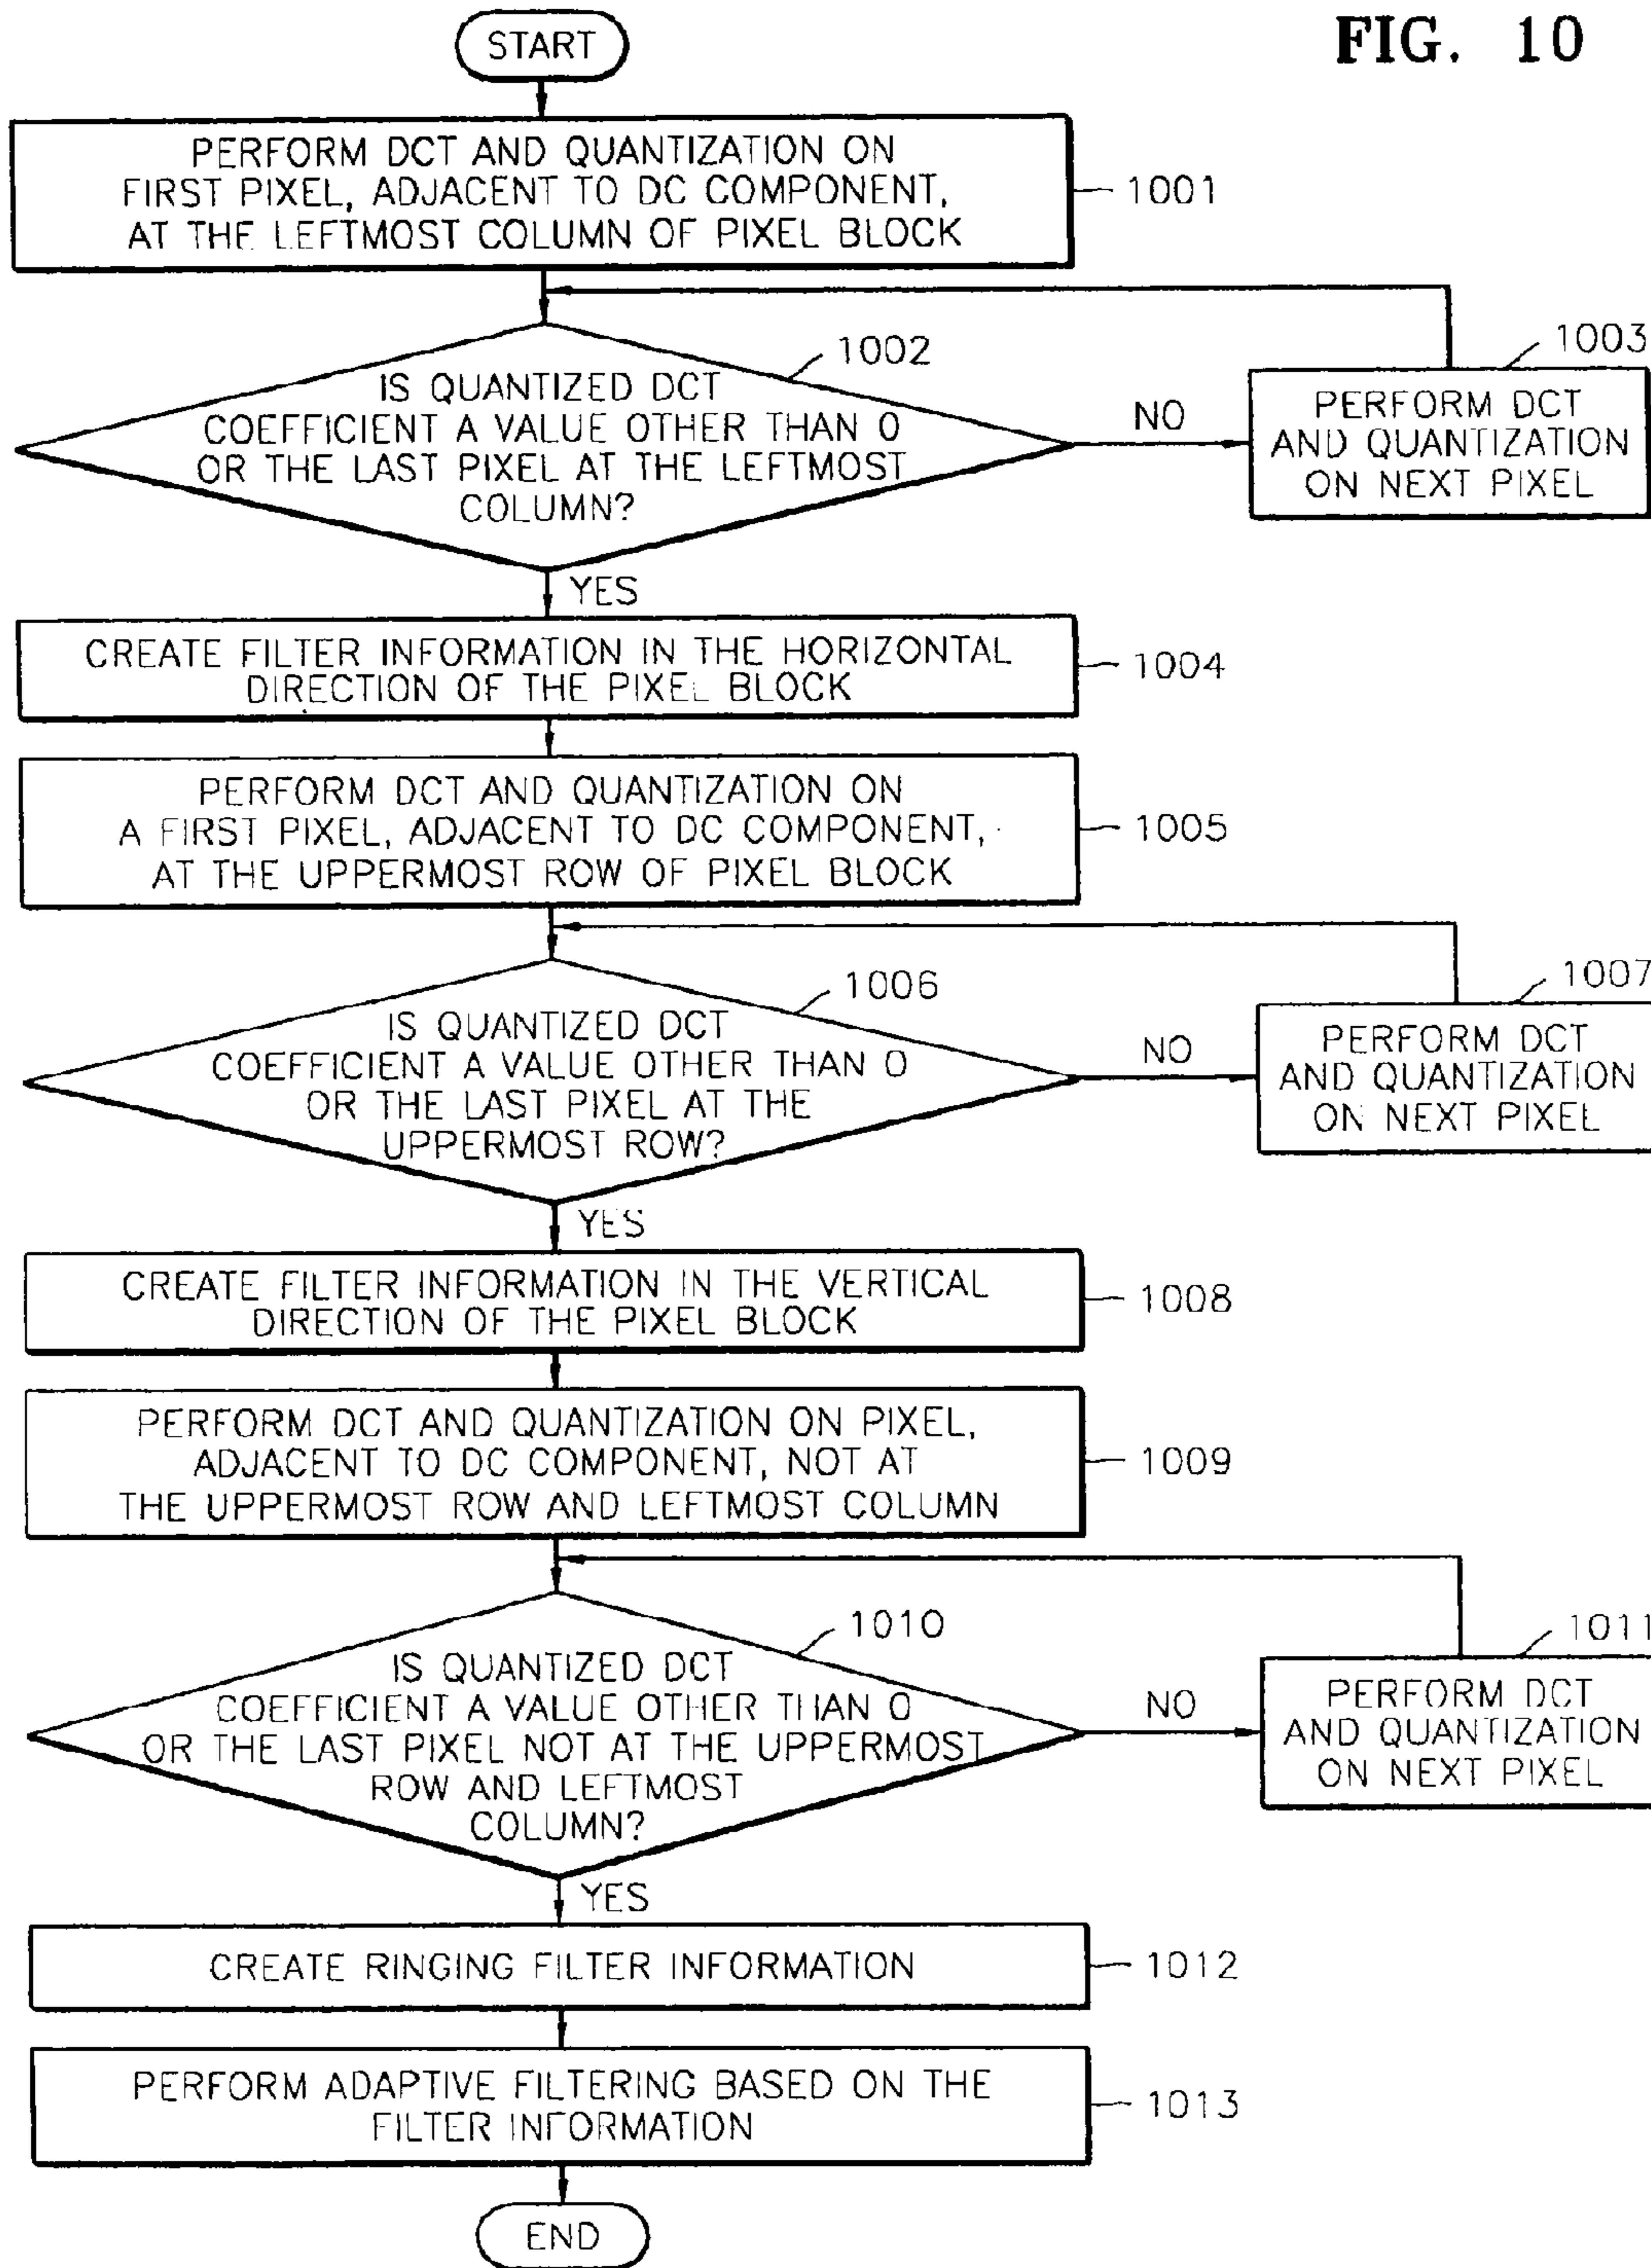 FIG. 10
START
PERFORM DCT AND QUANTIZATION ON
FIRST PIXEL, ADJACENT TO DC COMPONENT,
AT THE LEFTMOST COLUMN OF PIXEL BLOCK
1001
1002
IS QUANTIZED DCT
COEFFICIENT A VALUE OTHER THAN 0
OR THE LAST PIXEL AT THE LEFTMOST
COLUMN?
NO
1003
PERFORM DCT
AND QUANTIZATION
ON NEXT PIXEL
YES
CREATE FILTER INFORMATION IN THE HORIZONTAL
DIRECTION OF THE PIXEL BLOCK
1004
PERFORM DCT AND QUANTIZATION ON
A FIRST PIXEL, ADJACENT TO DC COMPONENT,
AT THE UPPERMOST ROW OF PIXEL BLOCK
1005
1006
IS QUANTIZED DCT
COEFFICIENT A VALUE OTHER THAN 0
OR THE LAST PIXEL AT THE
UPPERMOST ROW?
NO
1007
PERFORM DCT
AND QUANTIZATION
ON NEXT PIXEL
YES
CREATE FILTER INFORMATION IN THE VERTICAL
DIRECTION OF THE PIXEL BLOCK
1008
PERFORM DCT AND QUANTIZATION ON PIXEL,
ADJACENT TO DC COMPONENT, NOT AT
THE UPPERMOST ROW AND LEFTMOST COLUMN
1009
1010
IS QUANTIZED DCT
COEFFICIENT A VALUE OTHER THAN 0
OR THE LAST PIXEL NOT AT THE UPPERMOST
ROW AND LEFTMOST
COLUMN?
NO
1011
PERFORM DCT
AND QUANTIZATION
ON NEXT PIXEL
YES
CREATE RINGING FILTER INFORMATION
1012
PERFORM ADAPTIVE FILTERING BASED ON THE
FILTER INFORMATION
1013
END